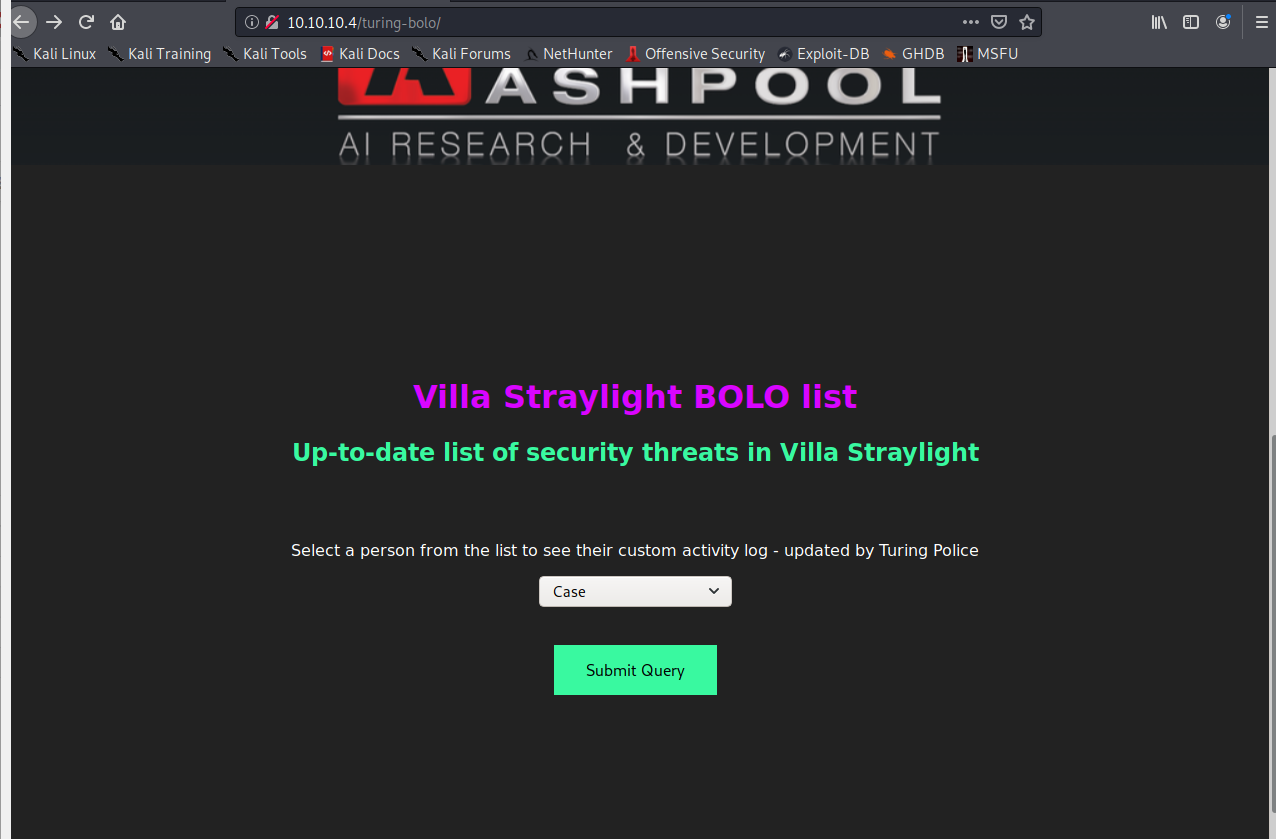 10.10.10.4/turing-bolo/
Kali Linux Kali Training Kali Tools Kali Docs Kali Forums NetHunter Offensive Security Exploit-DB GHDB MSFU
ASHPOOL
AI RESEARCH & DEVELOPMENT
Villa Straylight BOLO list
Up-to-date list of security threats in Villa Straylight
Select a person from the list to see their custom activity log - updated by Turing Police
Case
Submit Query